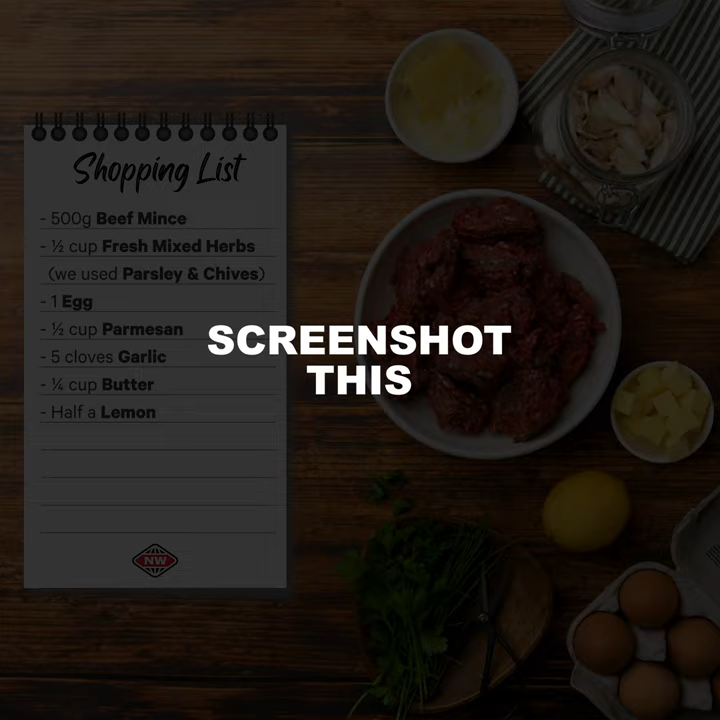 Shopping List
- 500g Beef Mince
- ½ cup Fresh Mixed Herbs
(we used Parsley & Chives)
- 1 Egg
- ½ cup Parmesan
- 5 cloves Garlic
- ¼ cup Butter
- Half a Lemon
NW
SCREENSHOT
THIS